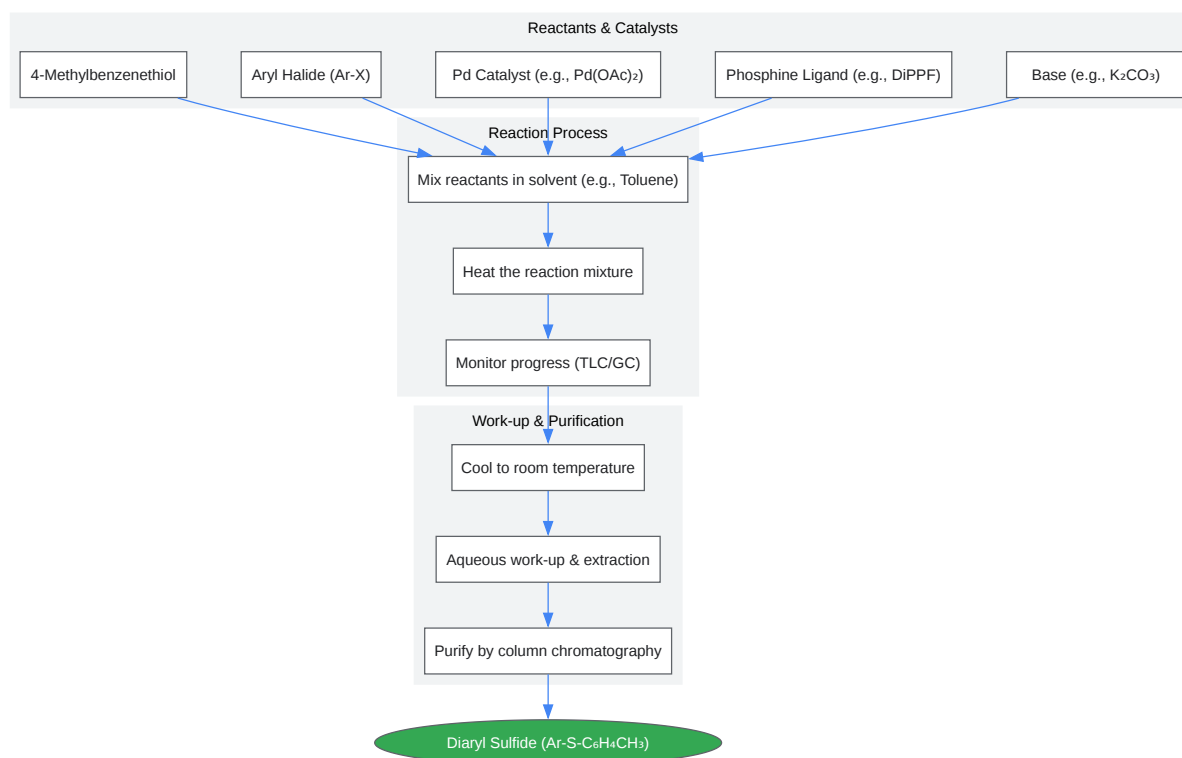 Reactants & Catalysts
4-Methylbenzenethiol
Aryl Halide (Ar-X)
Pd Catalyst (e.g., Pd(OAc)₂)
Phosphine Ligand (e.g., DiPPF)
Base (e.g., K₂CO₃)
Reaction Process
Mix reactants in solvent (e.g., Toluene)
Heat the reaction mixture
Monitor progress (TLC/GC)
Work-up & Purification
Cool to room temperature
Aqueous work-up & extraction
Purify by column chromatography
Diaryl Sulfide (Ar-S-C₆H₄CH₃)